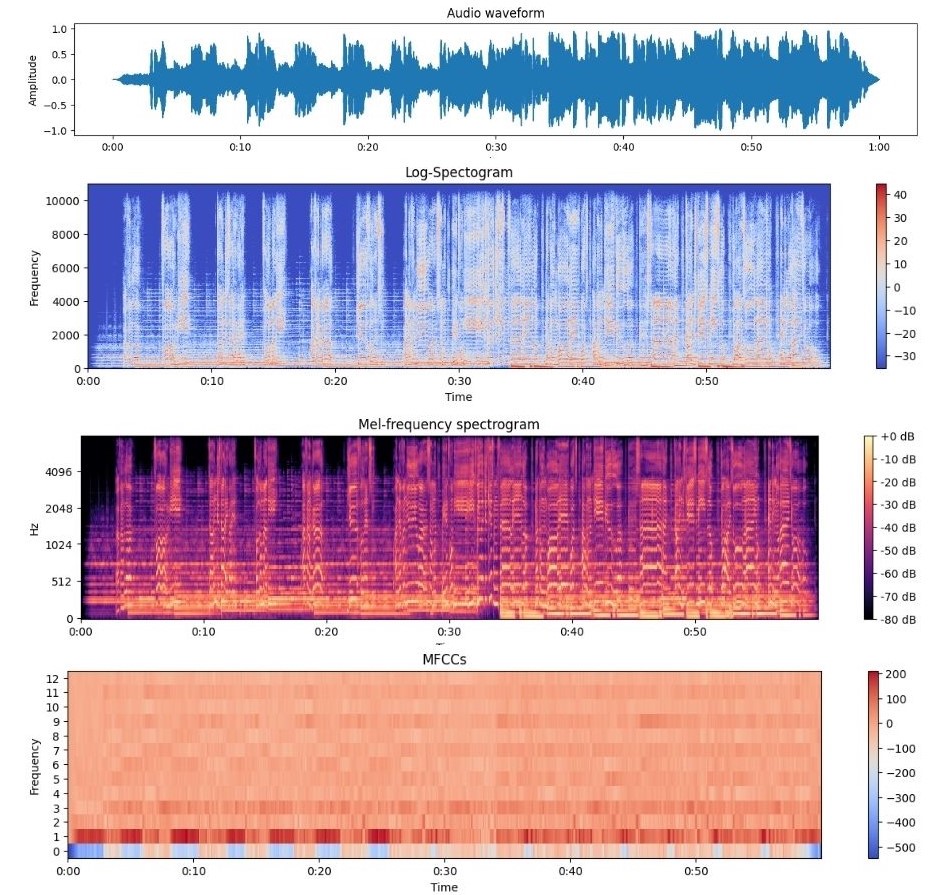 Audio waveform
1.0
0.5
0.0
−0.5
−1.0
Amplitude
0:00 0:10 0:20 0:30 0:40 0:50 1:00
Log-Spectogram
10000
8000
6000
4000
2000
0
Frequency
0:00 0:10 0:20 0:30 0:40 0:50
Time
40
30
20
10
0
−10
−20
−30
Mel-frequency spectrogram
4096
2048
1024
512
0
Hz
0:00 0:10 0:20 0:30 0:40 0:50
+0 dB
-10 dB
-20 dB
-30 dB
-40 dB
-50 dB
-60 dB
-70 dB
-80 dB
MFCCs
12
11
10
9
8
7
6
5
4
3
2
1
0
Frequency
0:00 0:10 0:20 0:30 0:40 0:50
Time
200
100
0
−100
−200
−300
−400
−500